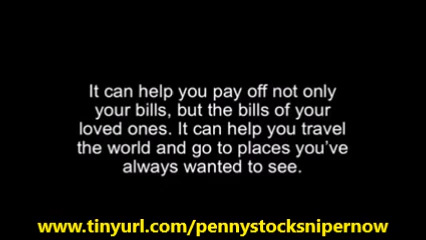 It can help you pay off not only
your bills, but the bills of your
loved ones. It can help you travel
the world and go to places you've
always wanted to see.
www.tinyurl.com/pennystocksnipernow